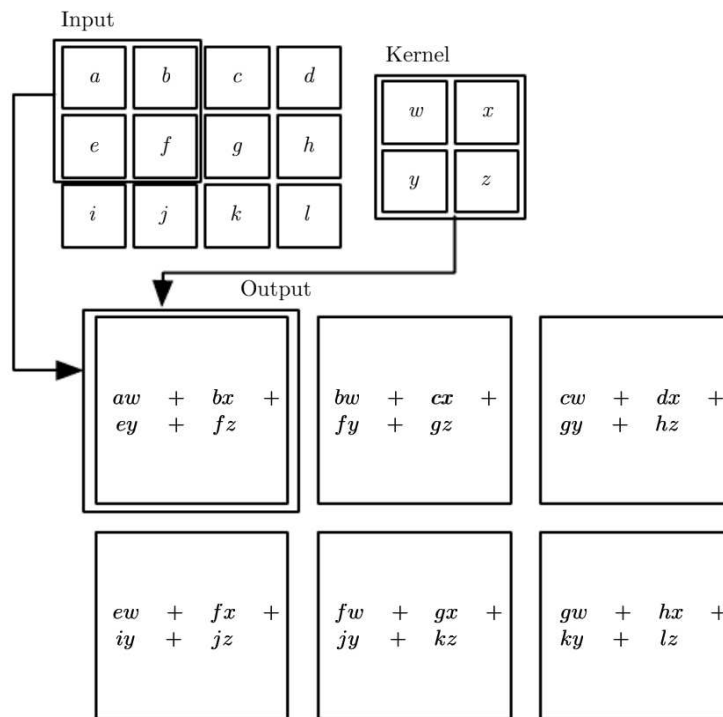 Input
a b c d
e f g h
i j k l
Kernel
w x
y z
Output
aw + bx +
ey + fz
bw + cx +
fy + gz
cw + dx +
gy + hz
ew + fx +
iy + jz
fw + gx +
jy + kz
gw + hx +
ky + lz